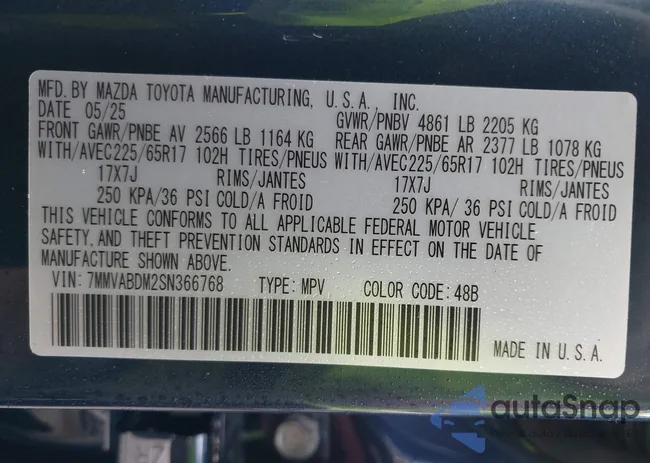 MFD. BY MAZDA TOYOTA MANUFACTURING, U.S.A., INC.
DATE 05/25 GVWR/PNBV 4861 LB 2205 KG
FRONT GAWR/PNBE AV 2566 LB 1164 KG REAR GAWR/PNBE AR 2377 LB 1078 KG
WITH/AVEC225/65R17 102H TIRES/PNEUS WITH/AVEC225/65R17 102H TIRES/PNEUS
17X7J RIMS/JANTES 17X7J RIMS/JANTES
250 KPA/36 PSI COLD/A FROID 250 KPA/ 36 PSI COLD/A FROID
THIS VEHICLE CONFORMS TO ALL APPLICABLE FEDERAL MOTOR VEHICLE
SAFETY, AND THEFT PREVENTION STANDARDS IN EFFECT ON THE DATE OF
MANUFACTURE SHOWN ABOVE.
VIN: 7MMVABDM2SN366768 TYPE: MPV COLOR CODE: 48B
MADE IN U.S.A.
autoSnap